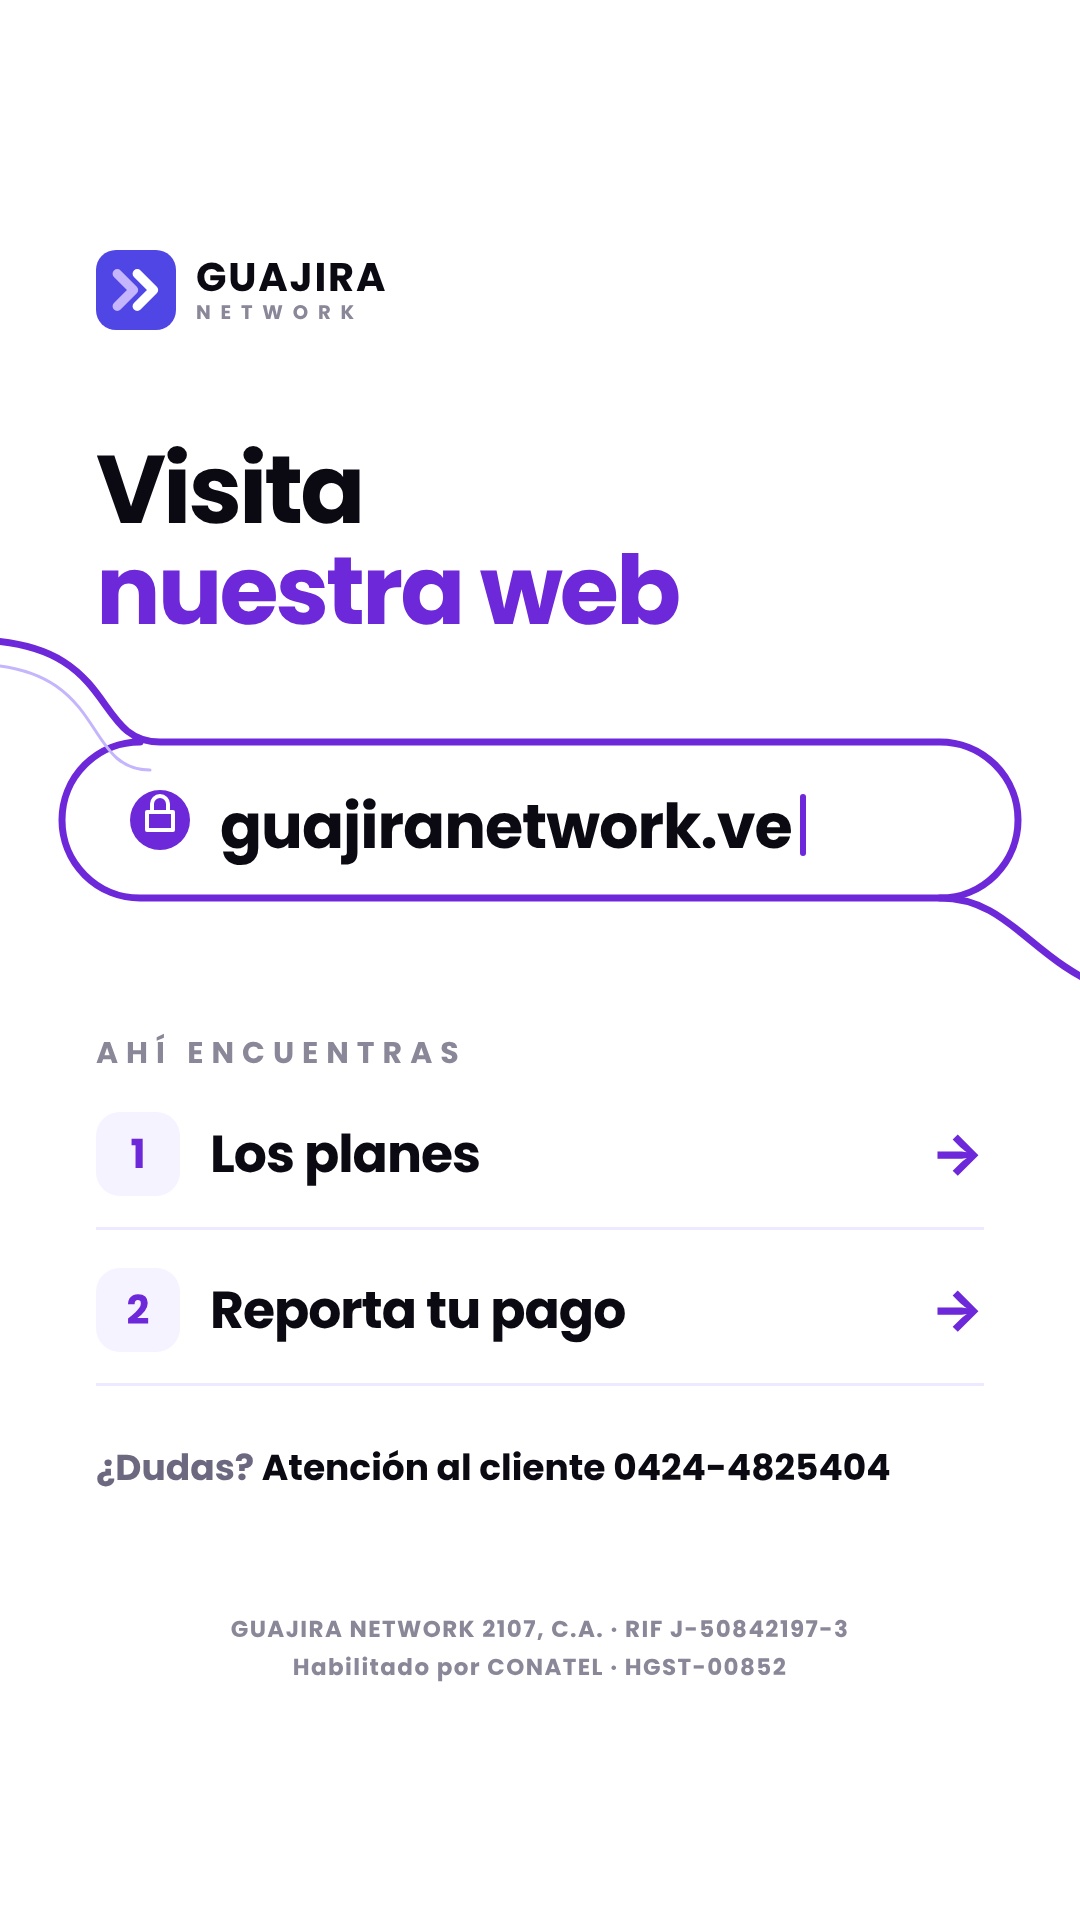 GUAJIRA
NETWORK
Visita
nuestra web
guajiranetwork.ve
AHÍ ENCUENTRAS
1 Los planes
2 Reporta tu pago
¿Dudas? Atención al cliente 0424-4825404
GUAJIRA NETWORK 2107, C.A. · RIF J-50842197-3
Habilitado por CONATEL · HGST-00852